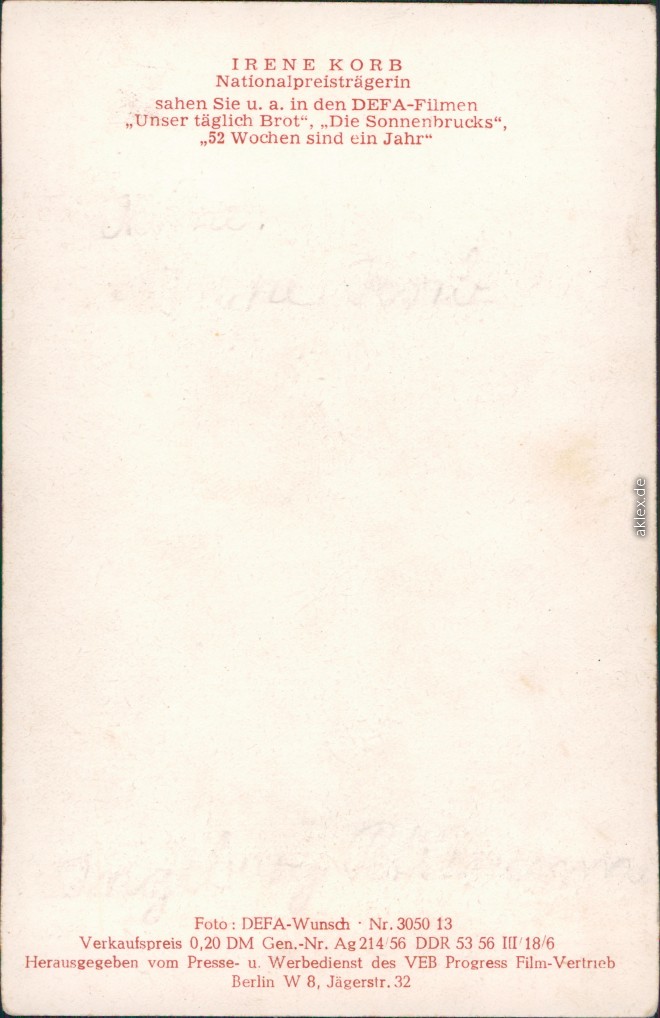 IRENE KORB
Nationalpreisträgerin
sahen Sie u. a. in den DEFA-Filmen
„Unser täglich Brot“, „Die Sonnenbrucks“,
„52 Wochen sind ein Jahr“
aklex.de
Foto: DEFA-Wunsch · Nr. 3050 13
Verkaufspreis 0,20 DM Gen.-Nr. Ag 214/56 DDR 53 56 III/18/6
Herausgegeben vom Presse- u. Werbedienst des VEB Progress Film-Vertrieb
Berlin W 8, Jägerstr. 32